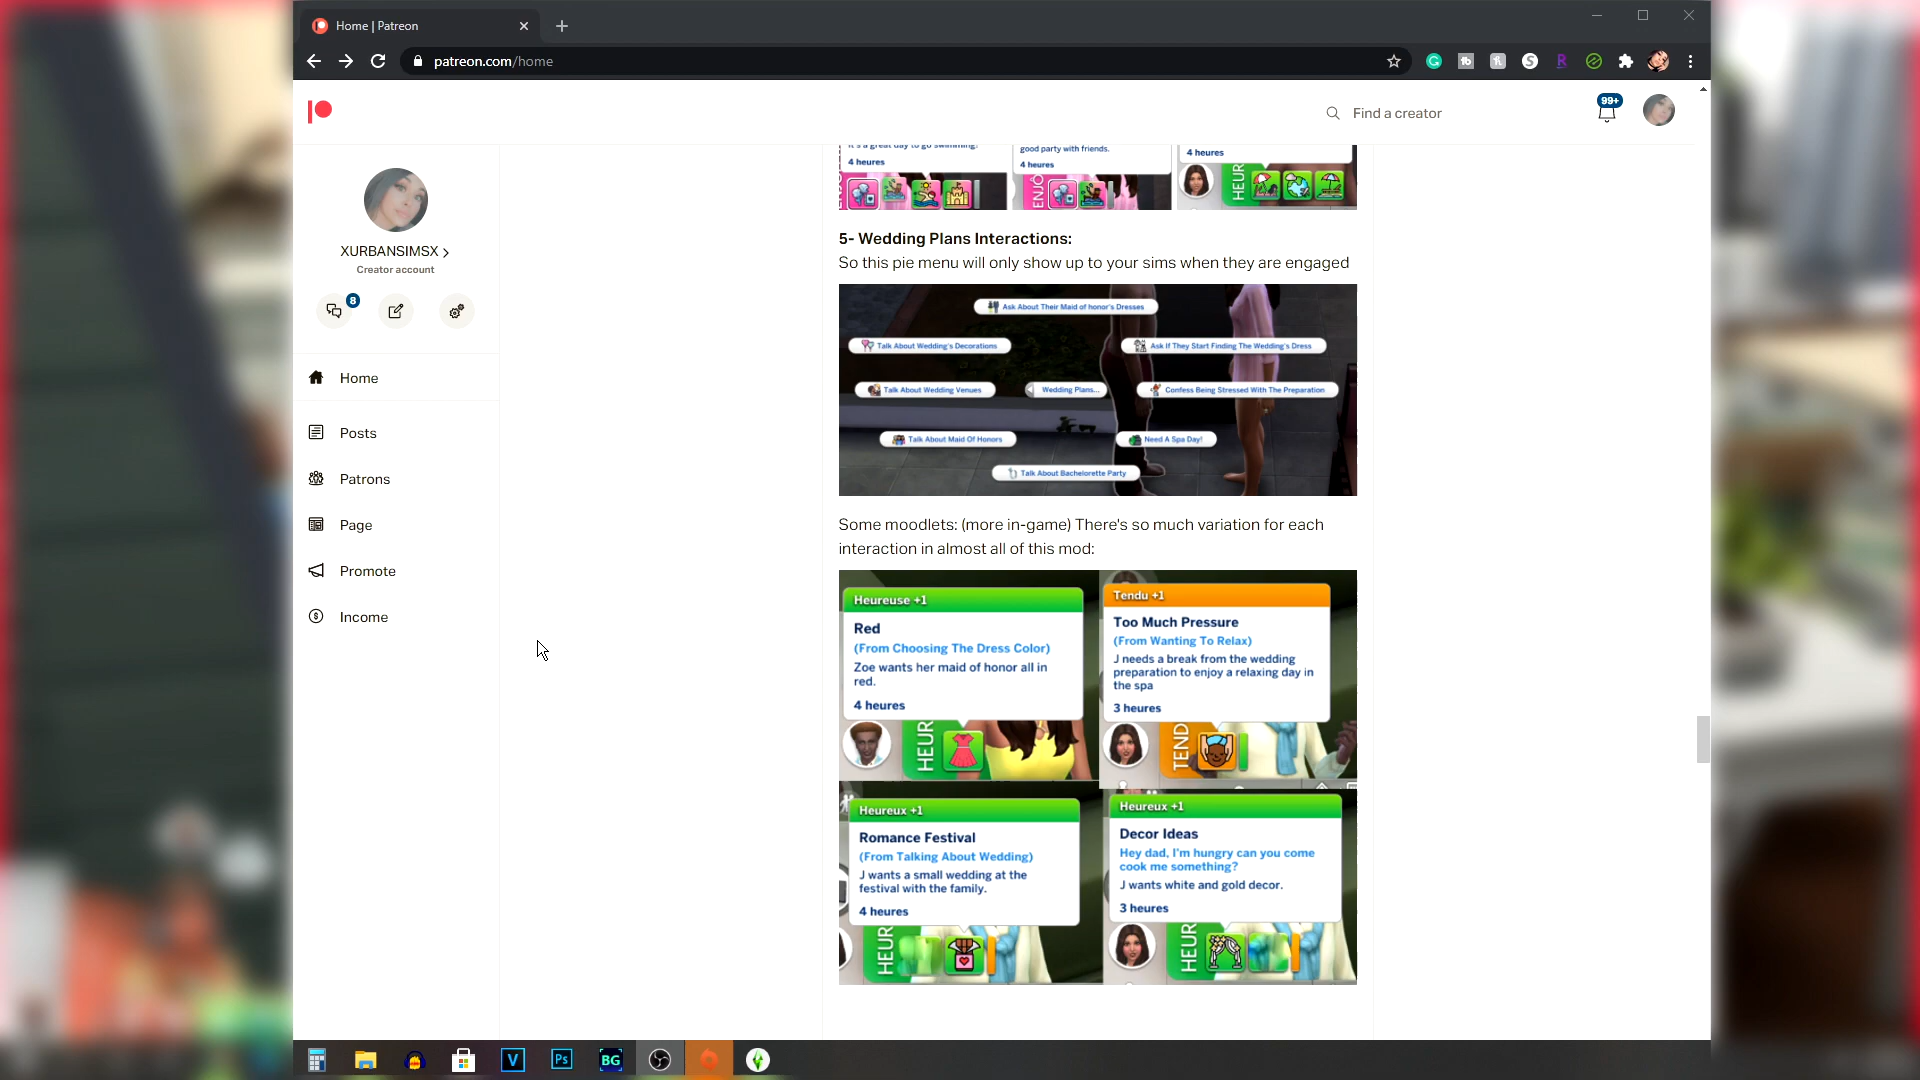 Home | Patreon
patreon.com/home
Find a creator
99+
XURBANSIMSX
Creator account
8
Home
Posts
Patrons
Page
Promote
Income
4 heures
good party with friends.
4 heures
4 heures
HEUR
5- Wedding Plans Interactions:
So this pie menu will only show up to your sims when they are engaged
Ask About Their Maid of honor's Dresses
Talk About Wedding's Decorations
Ask If They Start Finding The Wedding's Dress
Talk About Wedding Venues
Wedding Plans...
Confess Being Stressed With The Preparation
Talk About Maid Of Honors
Need A Spa Day!
Talk About Bachelorette Party
Some moodlets: (more in-game) There's so much variation for each
interaction in almost all of this mod:
Heureuse +1
Red
(From Choosing The Dress Color)
Zoe wants her maid of honor all in
red.
4 heures
HEUR
Tendu +1
Too Much Pressure
(From Wanting To Relax)
J needs a break from the wedding
preparation to enjoy a relaxing day in
the spa
3 heures
TEND
Heureux +1
Romance Festival
(From Talking About Wedding)
J wants a small wedding at the
festival with the family.
4 heures
HEUR
Heureux +1
Decor Ideas
Hey dad, I'm hungry can you come
cook me something?
J wants white and gold decor.
3 heures
HEUR
V
Ps
BG